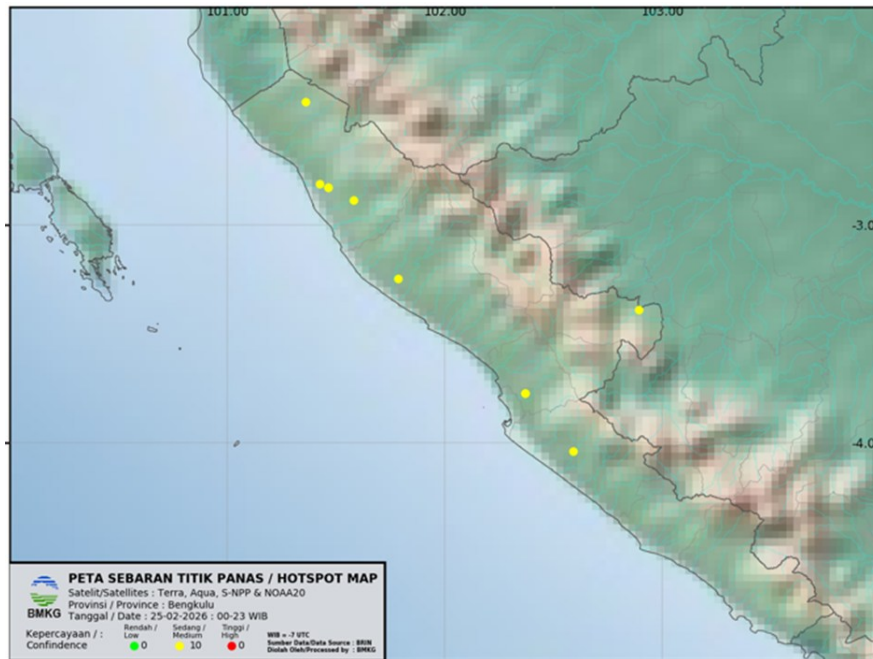 101.00 102.00 103.00
-3.0
-4.0
PETA SEBARAN TITIK PANAS / HOTSPOT MAP
Satelit/Satellites : Terra, Aqua, S-NPP & NOAA20
Provinsi / Province : Bengkulu
Tanggal / Date : 25-02-2026 : 00-23 WIB
BMKG
Kepercayaan / :
Confindence
Rendah /
Low
0
Sedang /
Medium
10
Tinggi /
High
0
WIB = -7 UTC
Sumber Data/Data Source : BRIN
Diolah Oleh/Processed by : BMKG